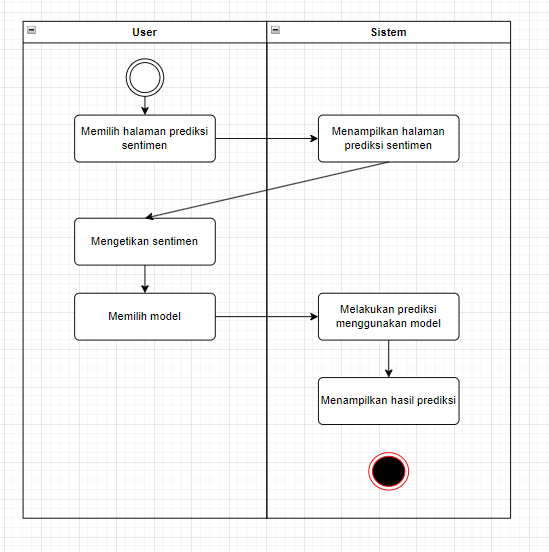 User
Sistem
Memilih halaman prediksi
sentimen
Menampilkan halaman
prediksi sentimen
Mengetikan sentimen
Memilih model
Melakukan prediksi
menggunakan model
Menampilkan hasil prediksi